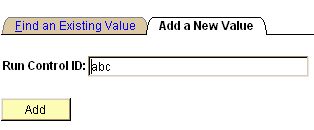 Find an Existing Value Add a New Value
Run Control ID: abc
Add